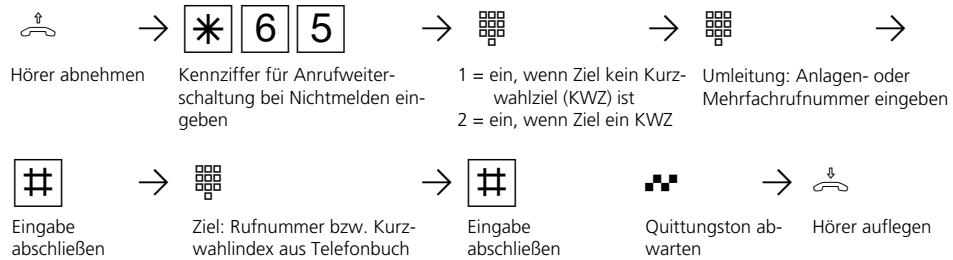 * 6 5
Hörer abnehmen
Kennziffer für Anrufweiter-
schaltung bei Nichtmelden ein-
geben
1 = ein, wenn Ziel kein Kurz-
wahlziel (KWZ) ist
2 = ein, wenn Ziel ein KWZ
Umleitung: Anlagen- oder
Mehrfachrufnummer eingeben
#
Eingabe
abschließen
Ziel: Rufnummer bzw. Kurz-
wahlindex aus Telefonbuch
#
Eingabe
abschließen
Quittungston ab-
warten
Hörer auflegen